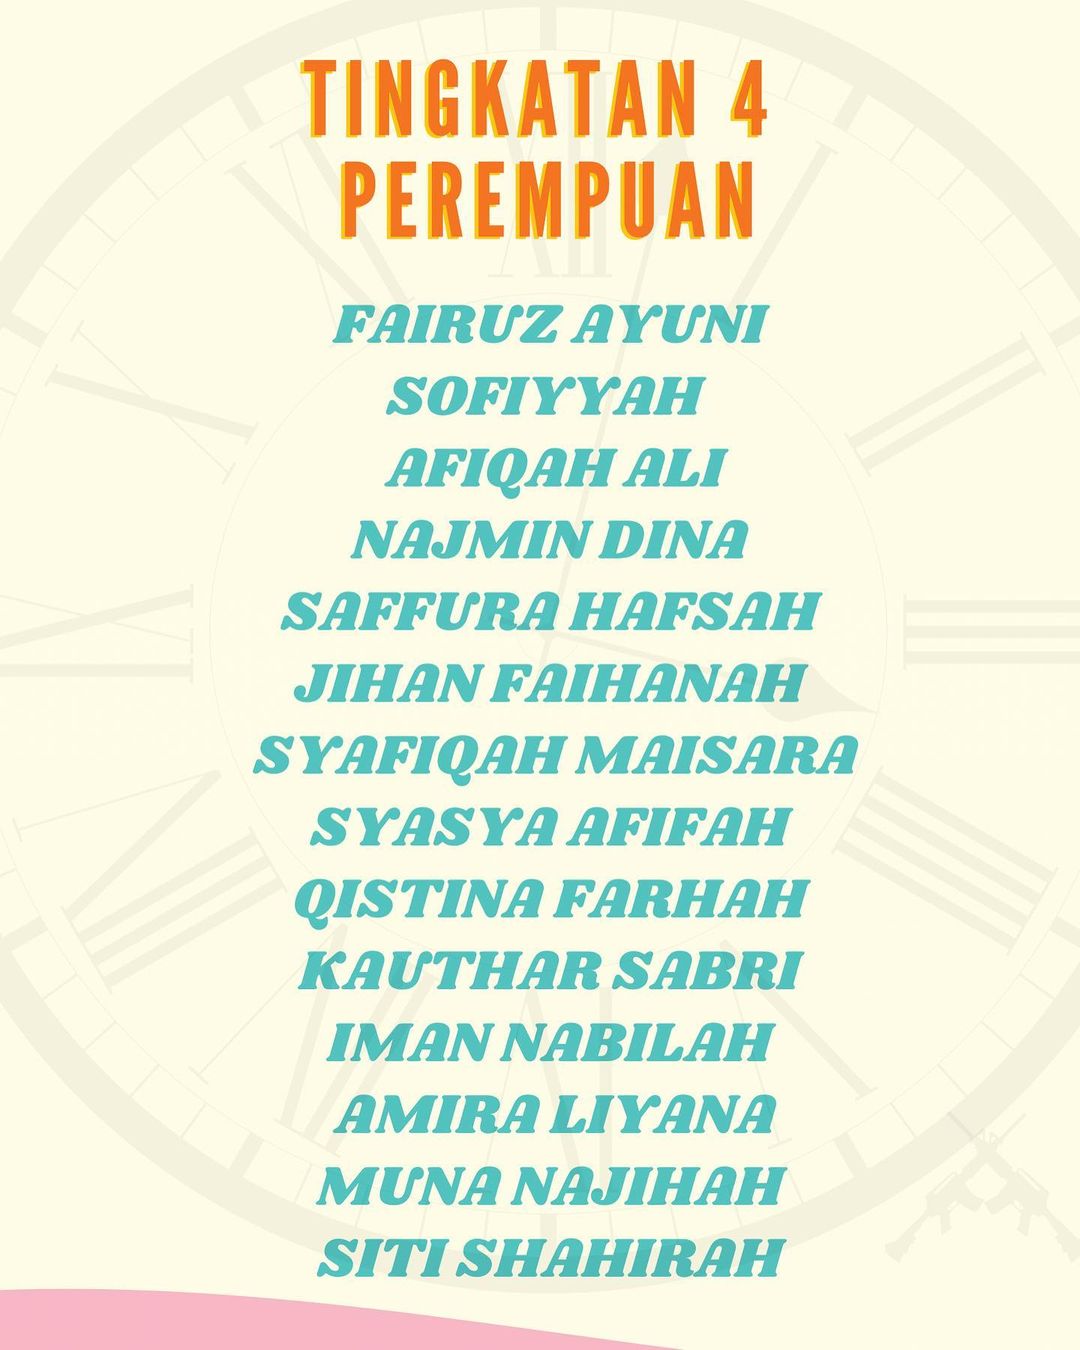 TINGKATAN 4
PEREMPUAN
FAIRUZ AYUNI
SOFIYYAH
AFIQAH ALI
NAJMIN DINA
SAFFURA HAFSAH
JIHAN FAIHANAH
SYAFIQAH MAISARA
SYASYA AFIFAH
QISTINA FARHAH
KAUTHAR SABRI
IMAN NABILAH
AMIRA LIYANA
MUNA NAJIHAH
SITI SHAHIRAH